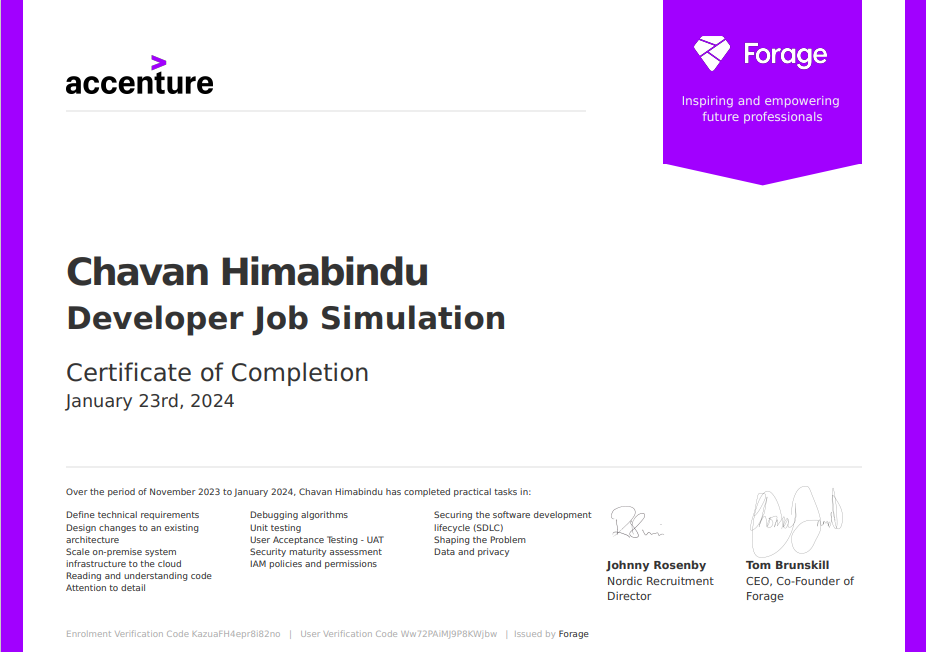 accenture
Forage
Inspiring and empowering
future professionals
Chavan Himabindu
Developer Job Simulation
Certificate of Completion
January 23rd, 2024
Over the period of November 2023 to January 2024, Chavan Himabindu has completed practical tasks in:
Define technical requirements
Design changes to an existing
architecture
Scale on-premise system
infrastructure to the cloud
Reading and understanding code
Attention to detail
Debugging algorithms
Unit testing
User Acceptance Testing - UAT
Security maturity assessment
IAM policies and permissions
Securing the software development
lifecycle (SDLC)
Shaping the Problem
Data and privacy
Johnny Rosenby
Nordic Recruitment
Director
Tom Brunskill
CEO, Co-Founder of
Forage
Enrolment Verification Code KazuaFH4epr8i82no | User Verification Code Ww72PAiMJ9P8KWjbw | Issued by Forage